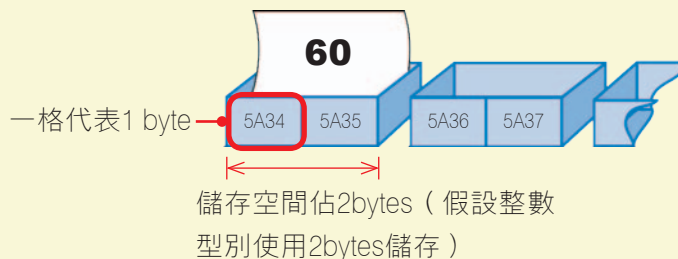 60
一格代表1 byte
5A34 5A35 5A36 5A37
儲存空間佔2bytes（假設整數
型別使用2bytes儲存）